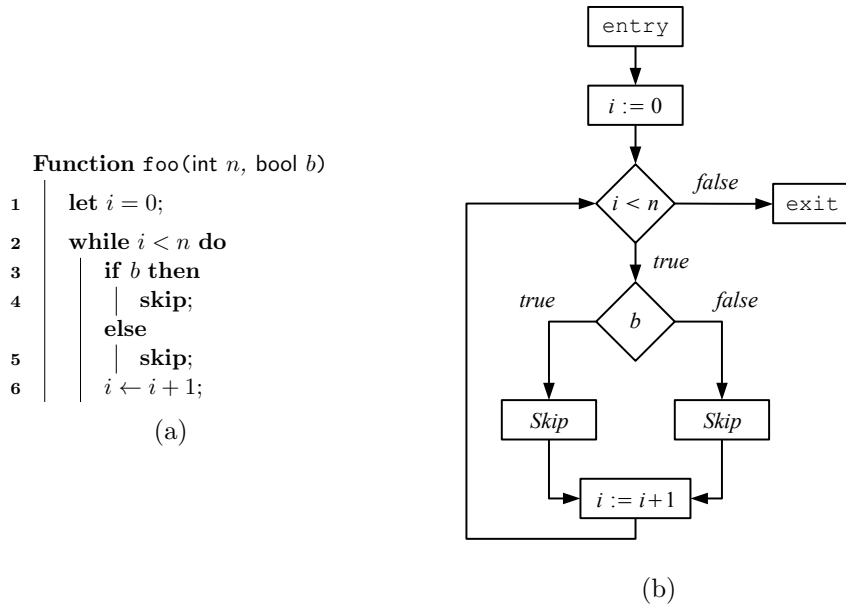 Function foo(int n, bool b)
1 let i = 0;
2 while i < n do
3 if b then
4 skip;
else
5 skip;
6 i ← i + 1;
(a)
entry
i := 0
i < n
false
exit
true
b
true
false
Skip
Skip
i := i+1
(b)